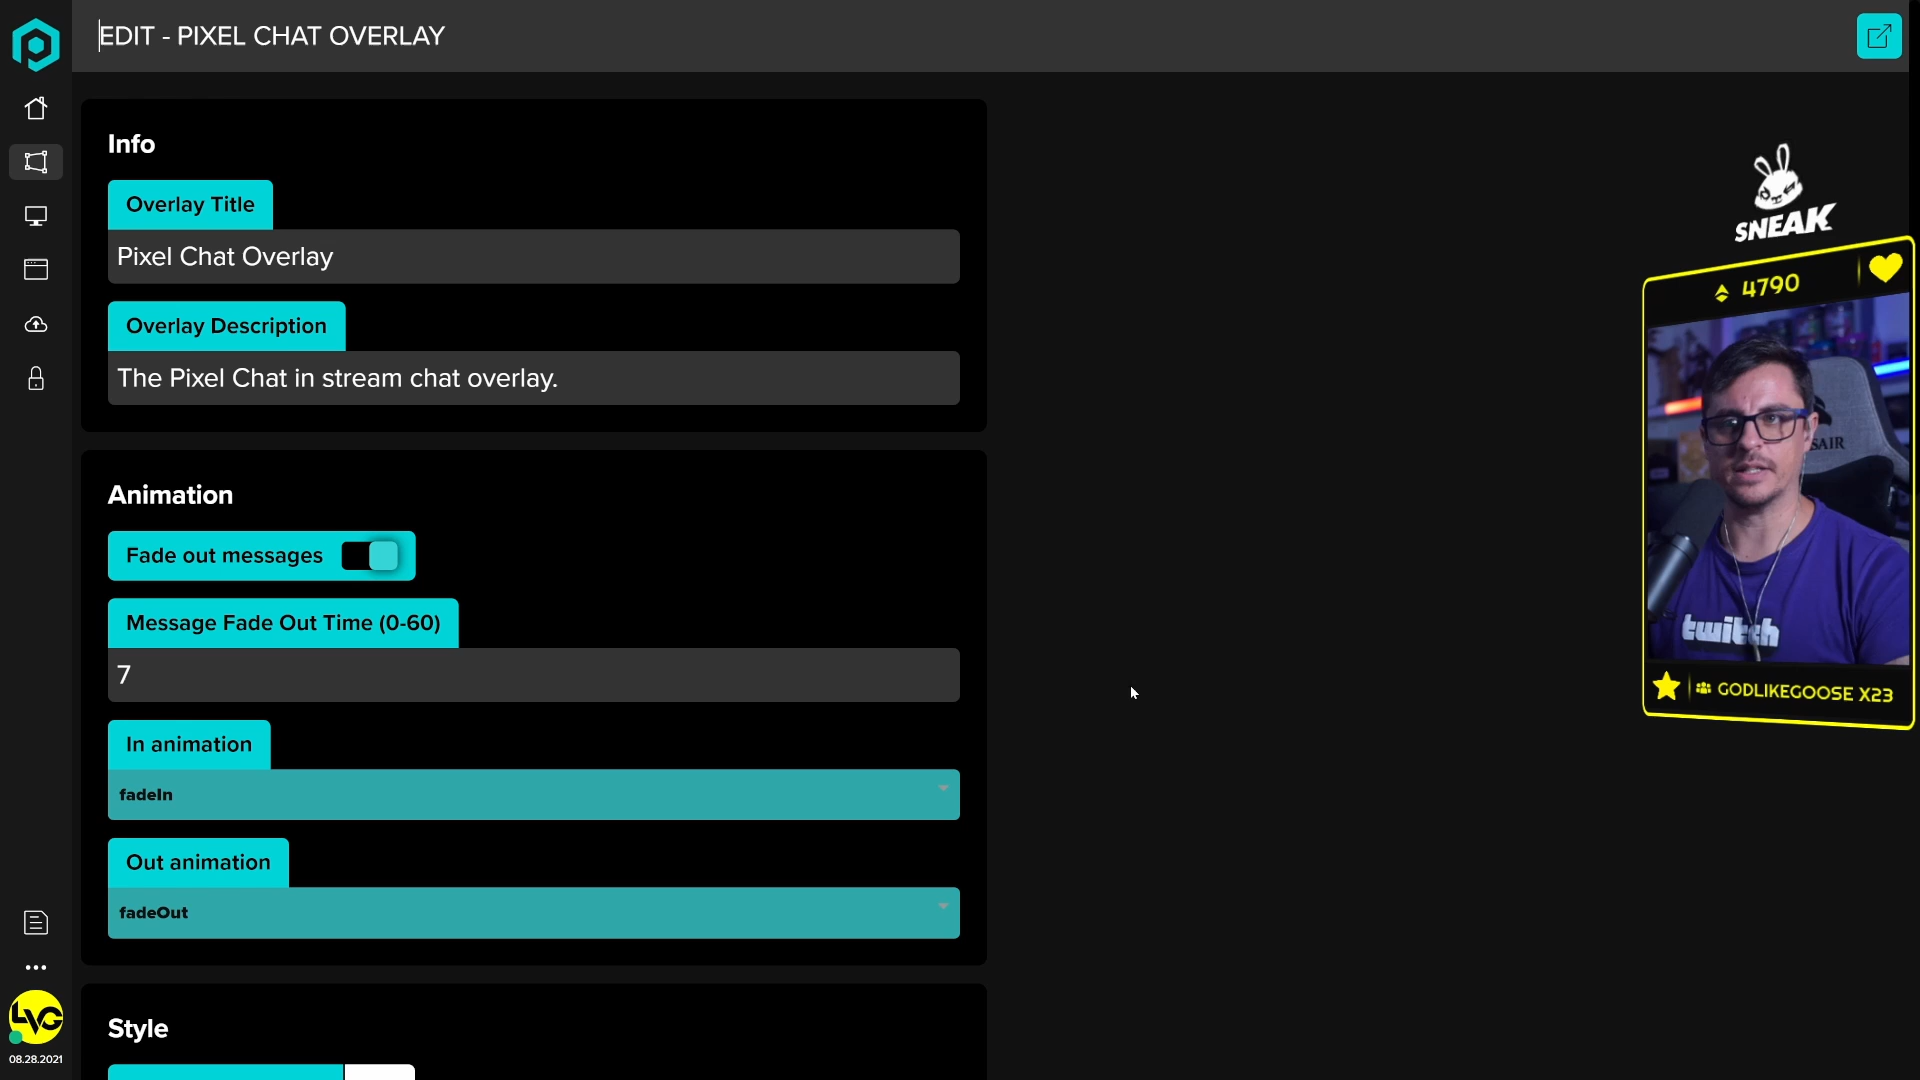 EDIT - PIXEL CHAT OVERLAY
Info
Overlay Title
Pixel Chat Overlay
Overlay Description
The Pixel Chat in stream chat overlay.
Animation
Fade out messages
Message Fade Out Time (0-60)
7
In animation
fadeIn
Out animation
fadeOut
Style
LVG
08.28.2021
SNEAK
4790
SAIR
twitch
GODLIKEGOOSE X23